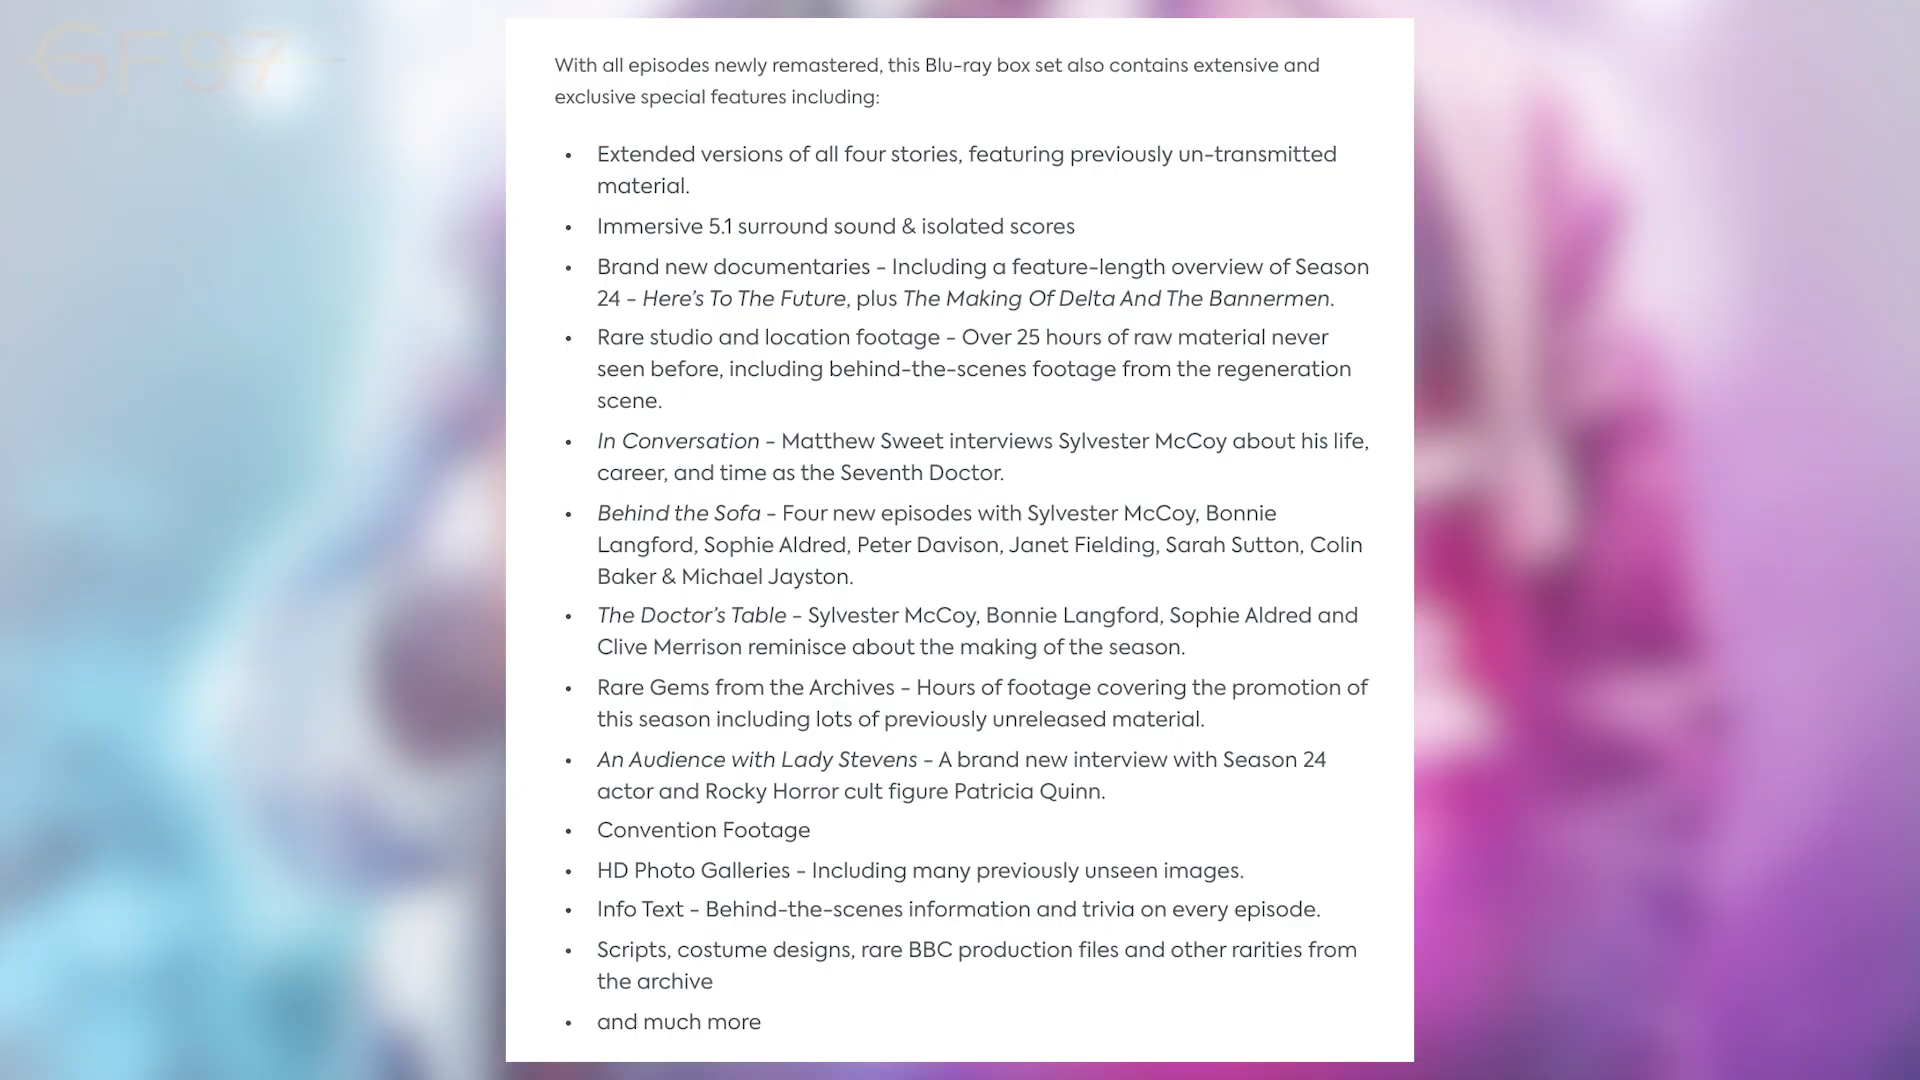 GF97
With all episodes newly remastered, this Blu-ray box set also contains extensive and
exclusive special features including:
• Extended versions of all four stories, featuring previously un-transmitted
material.
• Immersive 5.1 surround sound & isolated scores
• Brand new documentaries - Including a feature-length overview of Season
24 - Here's To The Future, plus The Making Of Delta And The Bannermen.
• Rare studio and location footage - Over 25 hours of raw material never
seen before, including behind-the-scenes footage from the regeneration
scene.
• In Conversation - Matthew Sweet interviews Sylvester McCoy about his life,
career, and time as the Seventh Doctor.
• Behind the Sofa - Four new episodes with Sylvester McCoy, Bonnie
Langford, Sophie Aldred, Peter Davison, Janet Fielding, Sarah Sutton, Colin
Baker & Michael Jayston.
• The Doctor's Table - Sylvester McCoy, Bonnie Langford, Sophie Aldred and
Clive Merrison reminisce about the making of the season.
• Rare Gems from the Archives - Hours of footage covering the promotion of
this season including lots of previously unreleased material.
• An Audience with Lady Stevens - A brand new interview with Season 24
actor and Rocky Horror cult figure Patricia Quinn.
• Convention Footage
• HD Photo Galleries - Including many previously unseen images.
• Info Text - Behind-the-scenes information and trivia on every episode.
• Scripts, costume designs, rare BBC production files and other rarities from
the archive
• and much more